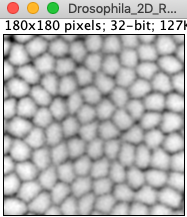 Drosophila_2D_R...
180x180 pixels; 32-bit; 127K